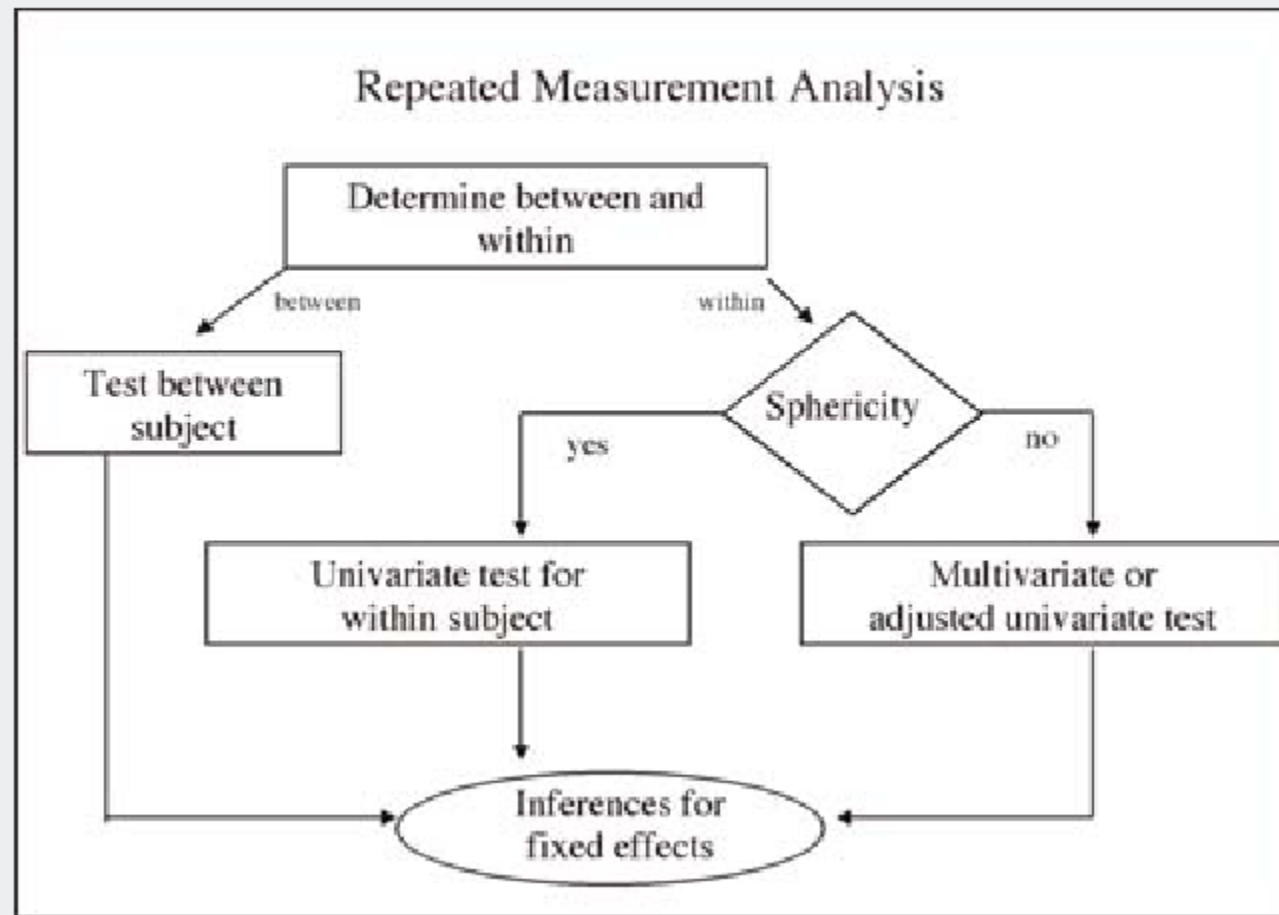 Repeated Measurement Analysis
Determine between and
within
between
within
Test between
subject
Sphericity
yes
no
Univariate test for
within subject
Multivariate or
adjusted univariate test
Inferences for
fixed effects